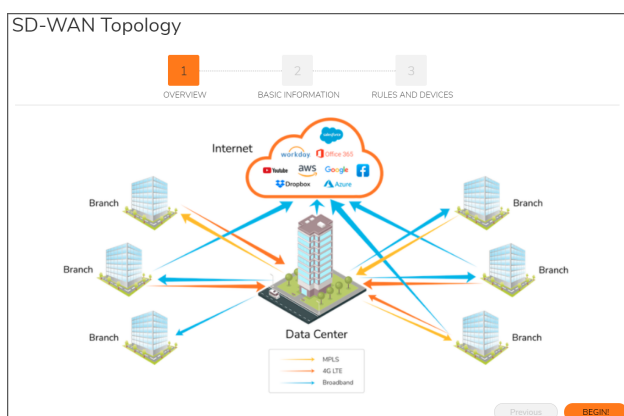 SD-WAN Topology
1
2
3
OVERVIEW
BASIC INFORMATION
RULES AND DEVICES
Internet
salesforce
workday
Office 365
YouTube
aws
Google
Dropbox
Azure
Branch
Branch
Branch
Branch
Branch
Branch
Data Center
MPLS
4G LTE
Broadband
Previous
BEGIN!